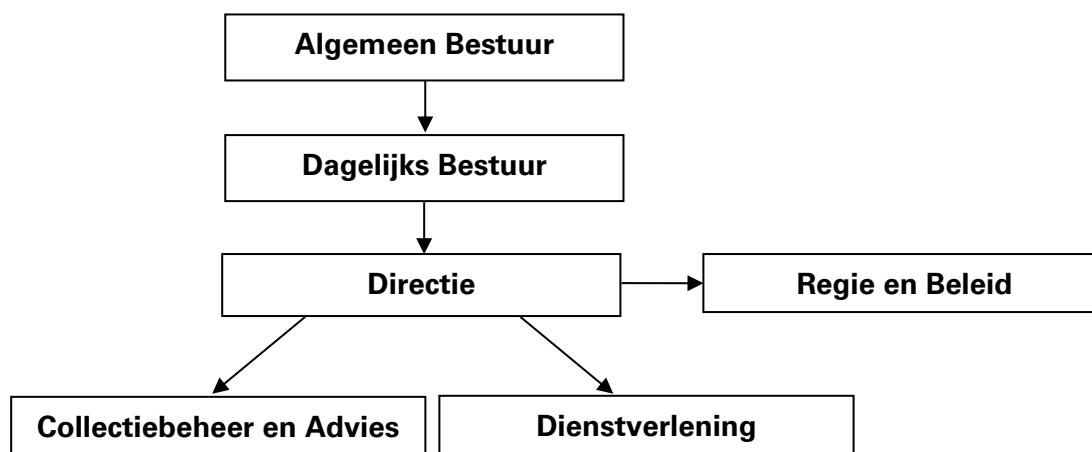 Algemeen Bestuur
Dagelijks Bestuur
Directie
Regie en Beleid
Collectiebeheer en Advies
Dienstverlening